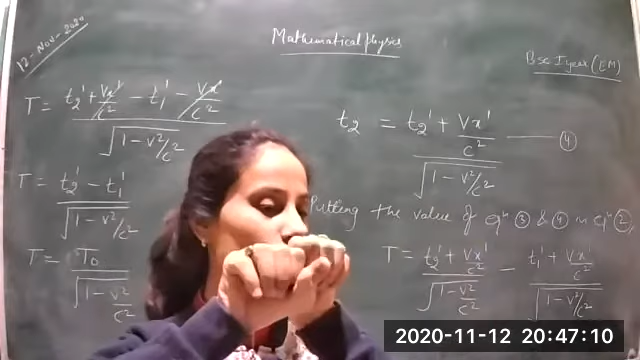 12-Nov-2020
Mathematical physics
Bsc I year (EM)
T = t₂' + Vx'/c² - t₁' - Vx'/c² / √1 - v²/c²
T = t₂' - t₁' / √1 - v²/c²
T = T₀ / √1 - v²/c²
t₂ = t₂' + Vx'/c² / √1 - v²/c² —— ④
Putting the value of eqⁿ ③ & ④ in eqⁿ ②,
T = t₂' + Vx'/c² / √1 - v²/c² - t₁' + Vx'/c² / √1 - v²/c²
2020-11-12 20:47:10